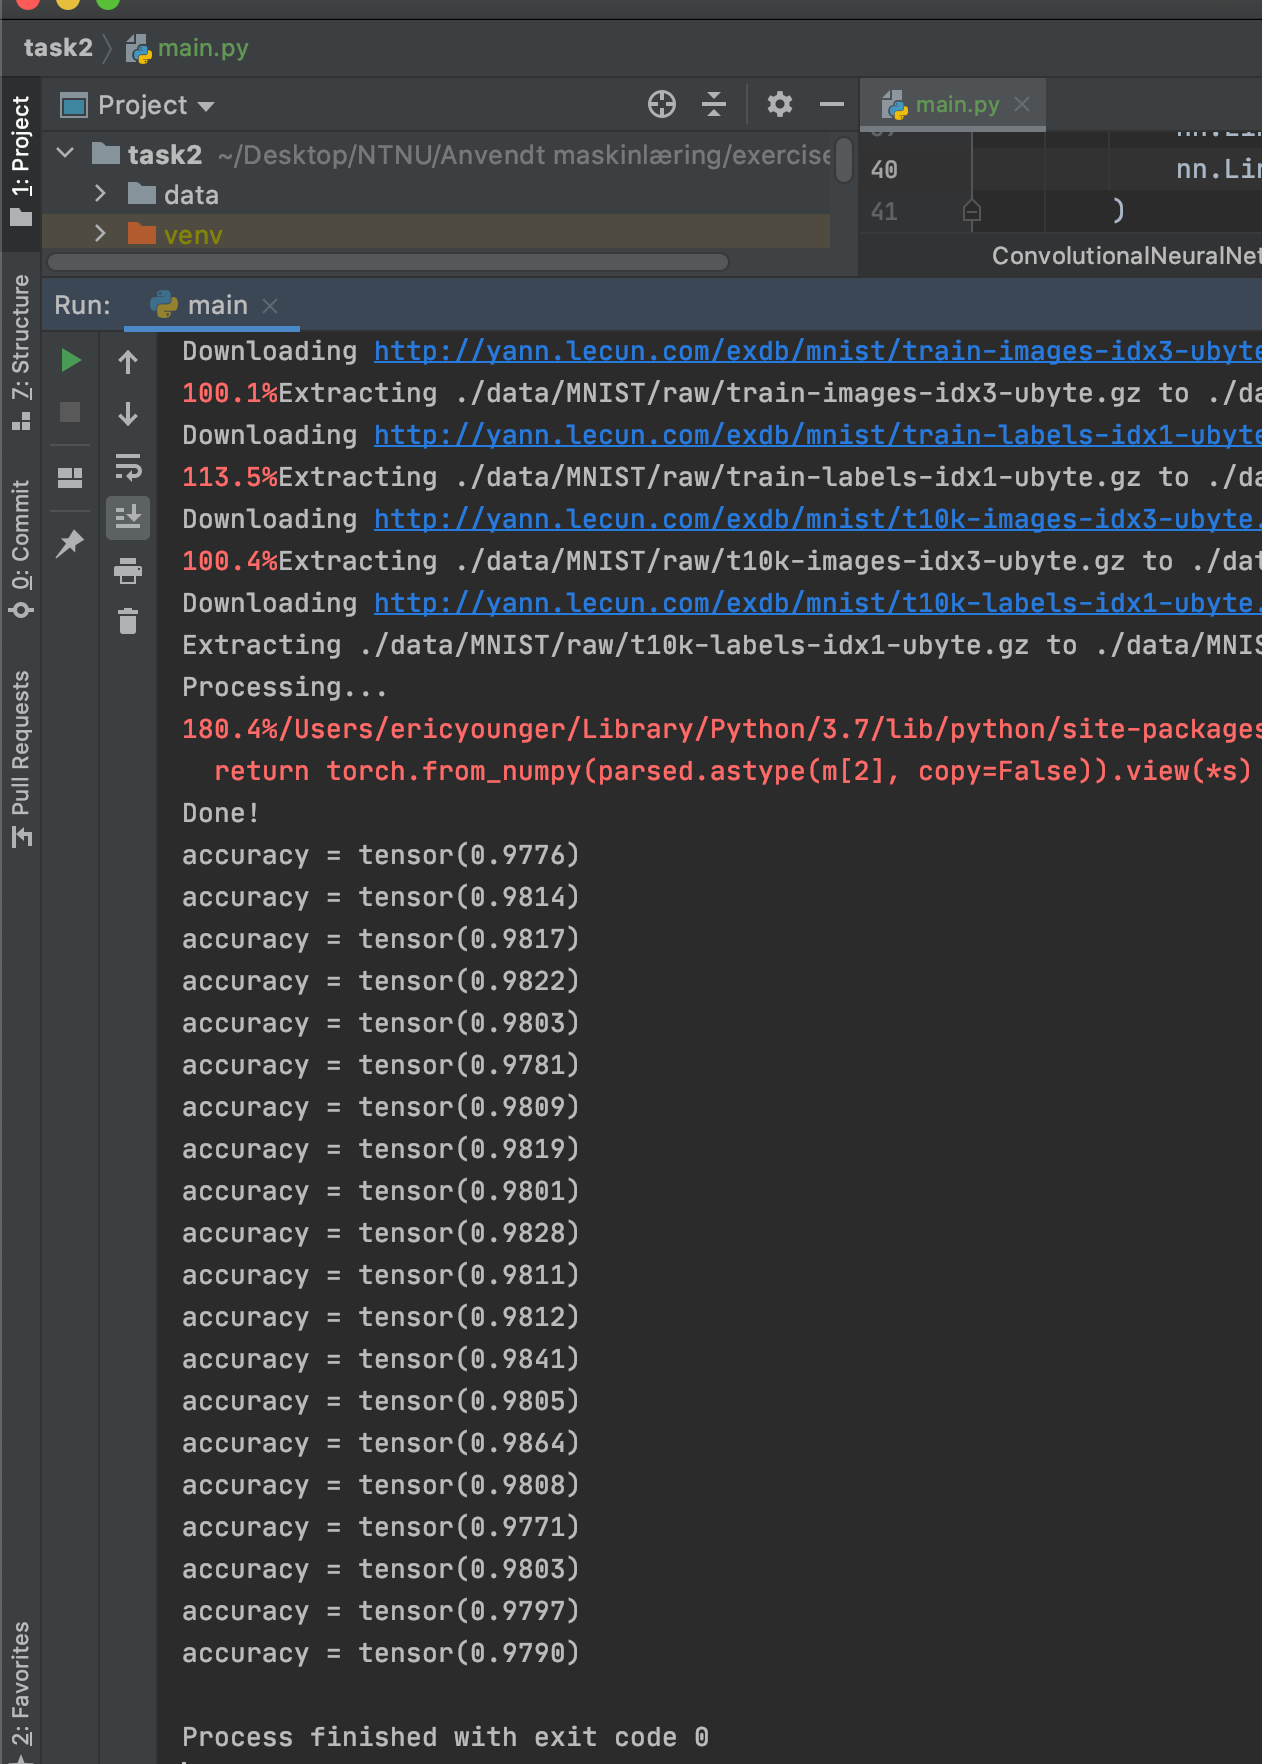 task2 main.py
1: Project
Project
main.py
task2 ~/Desktop/NTNU/Anvendt maskinlæring/exercise
data
venv
40 nn.Lin
41 )
ConvolutionalNeuralNet
Run: main
7: Structure
0: Commit
Pull Requests
2: Favorites
Downloading http://yann.lecun.com/exdb/mnist/train-images-idx3-ubyte
100.1%Extracting ./data/MNIST/raw/train-images-idx3-ubyte.gz to ./da
Downloading http://yann.lecun.com/exdb/mnist/train-labels-idx1-ubyte
113.5%Extracting ./data/MNIST/raw/train-labels-idx1-ubyte.gz to ./da
Downloading http://yann.lecun.com/exdb/mnist/t10k-images-idx3-ubyte.
100.4%Extracting ./data/MNIST/raw/t10k-images-idx3-ubyte.gz to ./dat
Downloading http://yann.lecun.com/exdb/mnist/t10k-labels-idx1-ubyte.
Extracting ./data/MNIST/raw/t10k-labels-idx1-ubyte.gz to ./data/MNIS
Processing...
180.4%/Users/ericyounger/Library/Python/3.7/lib/python/site-packages
return torch.from_numpy(parsed.astype(m[2], copy=False)).view(*s)
Done!
accuracy = tensor(0.9776)
accuracy = tensor(0.9814)
accuracy = tensor(0.9817)
accuracy = tensor(0.9822)
accuracy = tensor(0.9803)
accuracy = tensor(0.9781)
accuracy = tensor(0.9809)
accuracy = tensor(0.9819)
accuracy = tensor(0.9801)
accuracy = tensor(0.9828)
accuracy = tensor(0.9811)
accuracy = tensor(0.9812)
accuracy = tensor(0.9841)
accuracy = tensor(0.9805)
accuracy = tensor(0.9864)
accuracy = tensor(0.9808)
accuracy = tensor(0.9771)
accuracy = tensor(0.9803)
accuracy = tensor(0.9797)
accuracy = tensor(0.9790)
Process finished with exit code 0